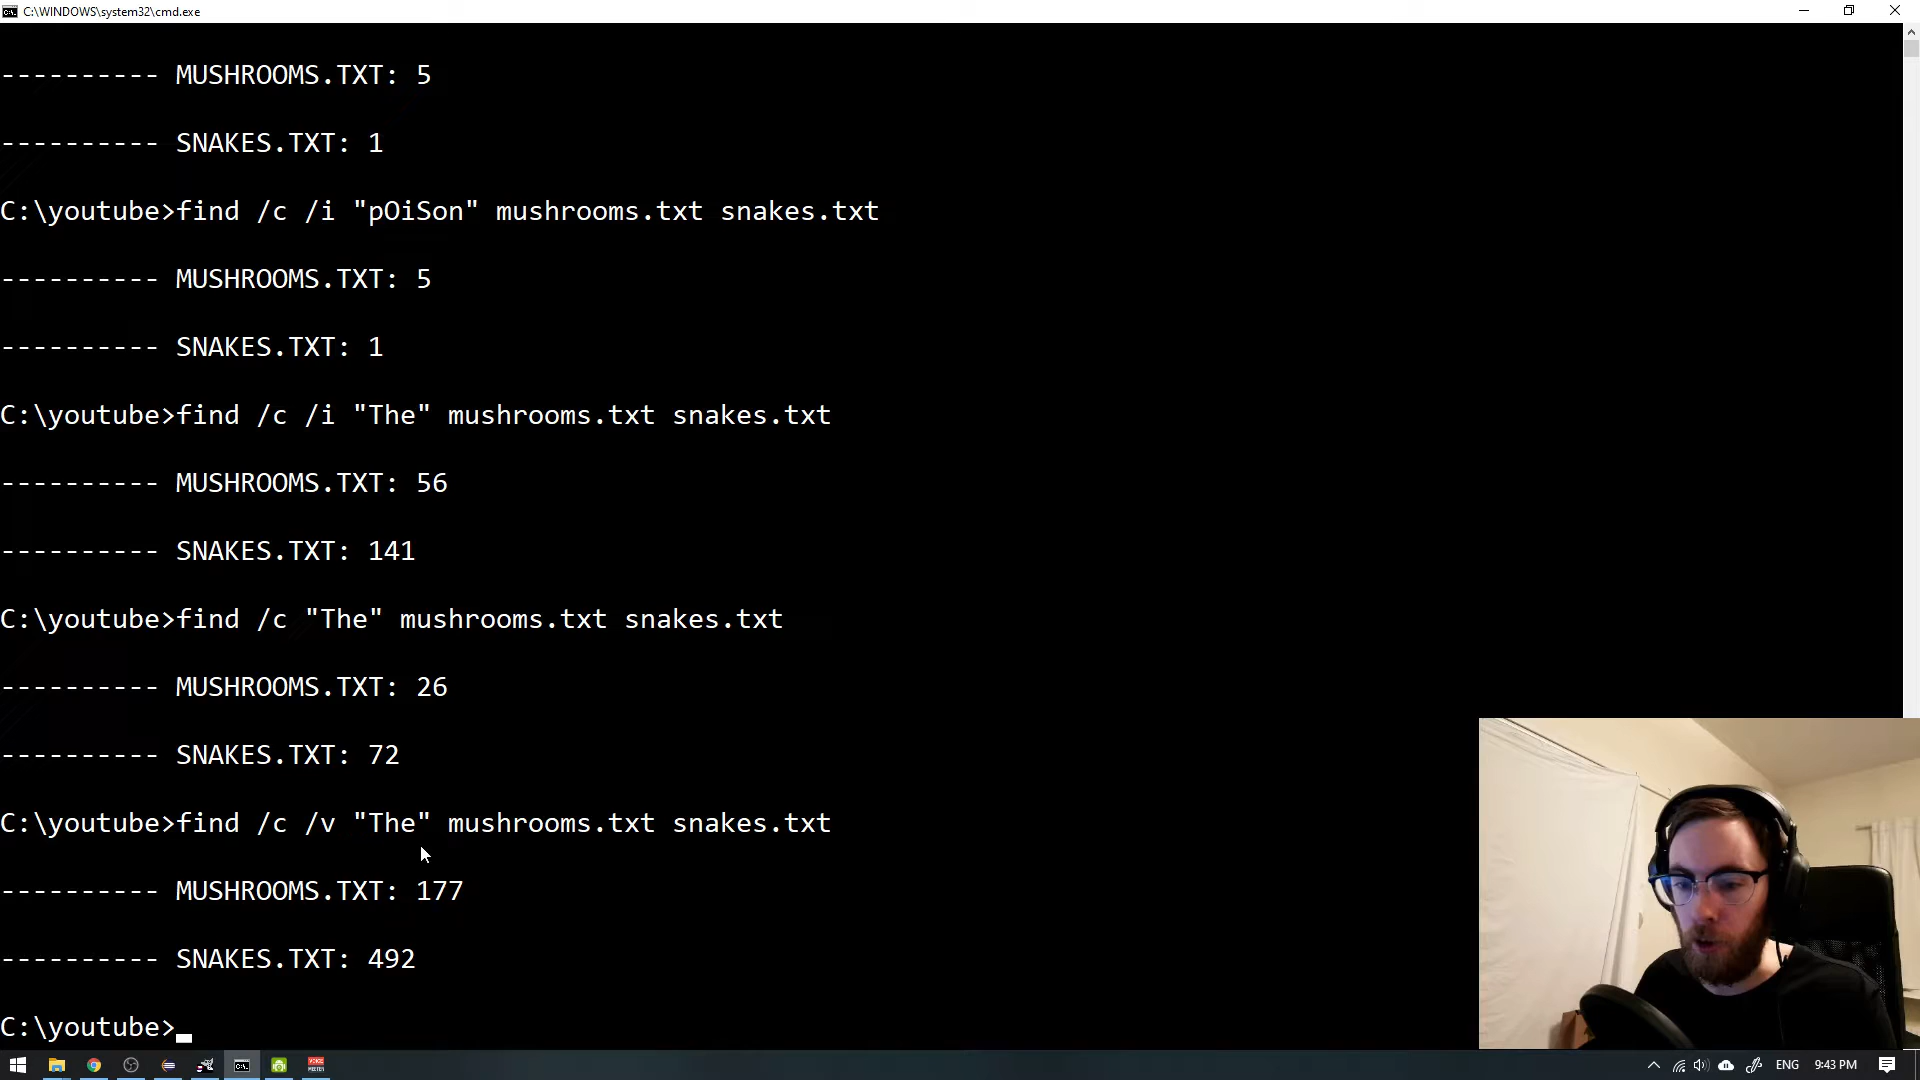 C:\WINDOWS\system32\cmd.exe
---------- MUSHROOMS.TXT: 5
---------- SNAKES.TXT: 1
C:\youtube>find /c /i "pOiSon" mushrooms.txt snakes.txt
---------- MUSHROOMS.TXT: 5
---------- SNAKES.TXT: 1
C:\youtube>find /c /i "The" mushrooms.txt snakes.txt
---------- MUSHROOMS.TXT: 56
---------- SNAKES.TXT: 141
C:\youtube>find /c "The" mushrooms.txt snakes.txt
---------- MUSHROOMS.TXT: 26
---------- SNAKES.TXT: 72
C:\youtube>find /c /v "The" mushrooms.txt snakes.txt
---------- MUSHROOMS.TXT: 177
---------- SNAKES.TXT: 492
C:\youtube>
ENG 9:43 PM